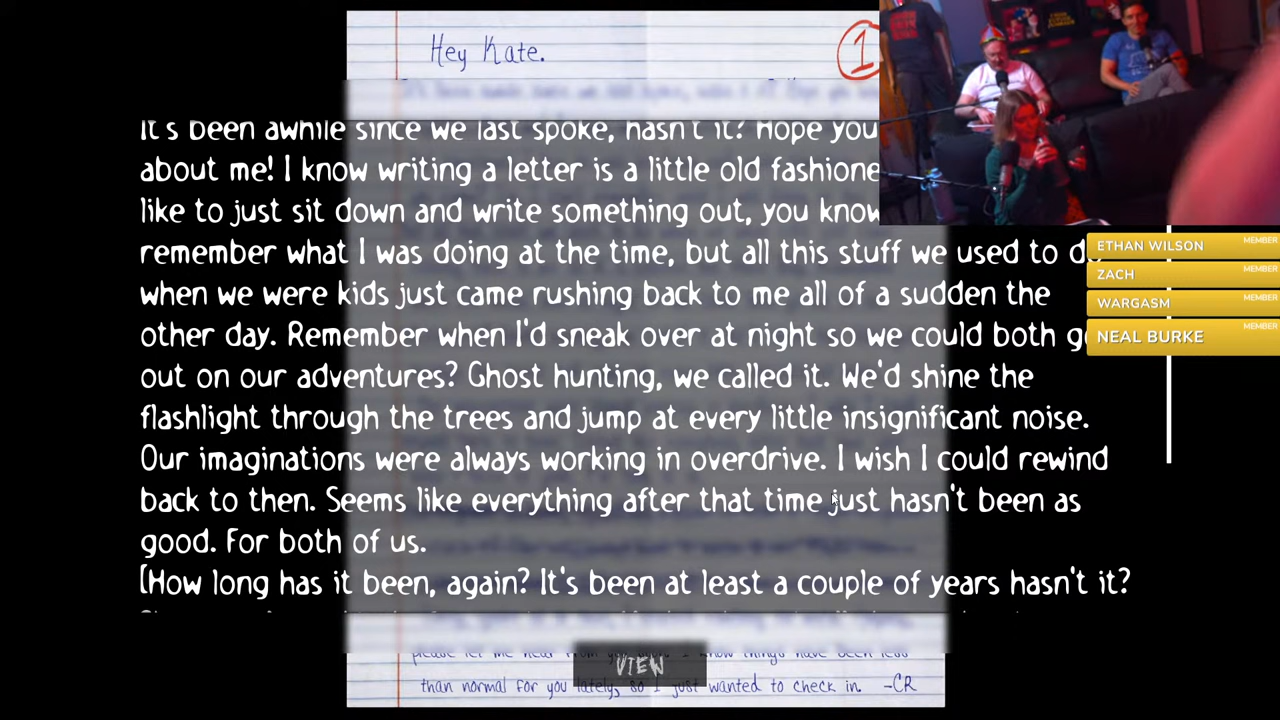 Hey Kate.
1
It's been awhile since we last spoke, hasn't it? Hope you
about me! I know writing a letter is a little old fashione
like to just sit down and write something out, you know
remember what I was doing at the time, but all this stuff we used to do
when we were kids just came rushing back to me all of a sudden the
other day. Remember when I'd sneak over at night so we could both g
out on our adventures? Ghost hunting, we called it. We'd shine the
flashlight through the trees and jump at every little insignificant noise.
Our imaginations were always working in overdrive. I wish I could rewind
back to then. Seems like everything after that time just hasn't been as
good. For both of us.
[How long has it been, again? It's been at least a couple of years hasn't it?
please let me hear from you know things have been less
VIEW
than normal for you lately, so I just wanted to check in. -CR
ETHAN WILSON MEMBER
ZACH MEMBER
WARGASM MEMBER
NEAL BURKE MEMBER